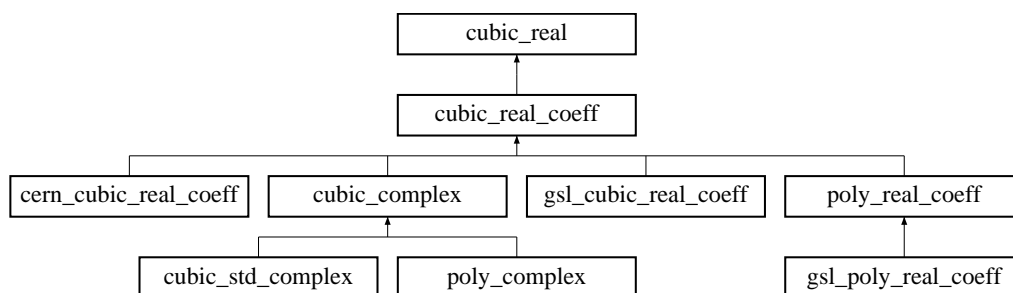 cubic_real
cubic_real_coeff
cern_cubic_real_coeff
cubic_complex
gsl_cubic_real_coeff
poly_real_coeff
cubic_std_complex
poly_complex
gsl_poly_real_coeff